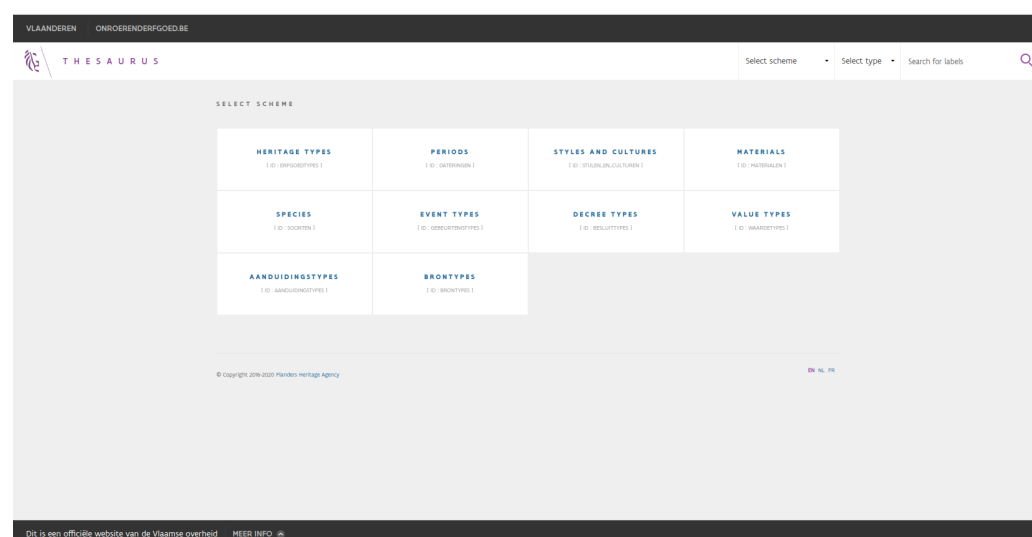 VLAANDEREN ONROERENDERFGOED.BE
THESAURUS Select scheme Select type Search for labels
SELECT SCHEME
HERITAGE TYPES PERIODS STYLES AND CULTURES MATERIALS
[ ID : ERFGOEDTYPES ] [ ID : DATERINGEN ] [ ID : STIJLEN_EN_CULTUREN ] [ ID : MATERIALEN ]
SPECIES EVENT TYPES DECREE TYPES VALUE TYPES
[ ID : SOORTEN ] [ ID : GEBEURTENISTYPES ] [ ID : BESLUITTYPES ] [ ID : WAARDETYPES ]
AANDUIDINGSTYPES BRONTYPES
[ ID : AANDUIDINGSTYPES ] [ ID : BRONTYPES ]
© Copyright 2016-2020 Flanders Heritage Agency EN NL FR
Dit is een officiële website van de Vlaamse overheid MEER INFO